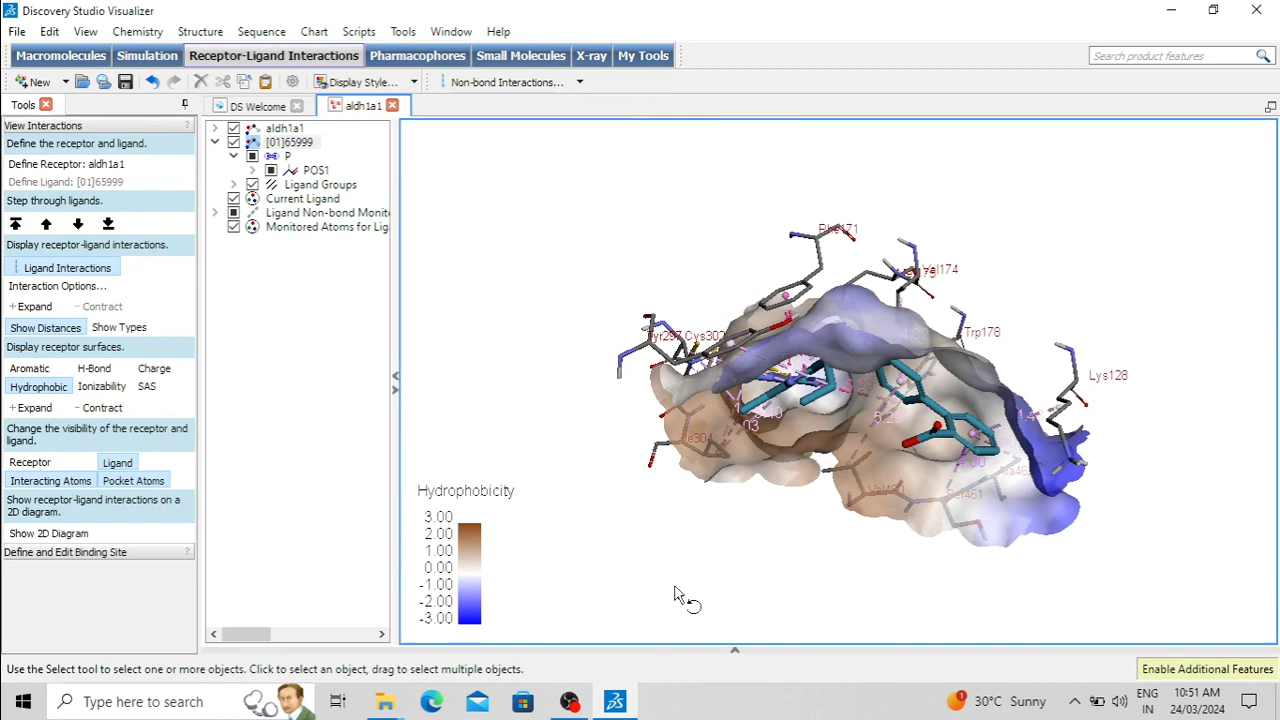 Discovery Studio Visualizer
File Edit View Chemistry Structure Sequence Chart Scripts Tools Window Help
Macromolecules Simulation Receptor-Ligand Interactions Pharmacophores Small Molecules X-ray My Tools Search product features
New Display Style... Non-bond Interactions...
Tools
DS Welcome aldh1a1
View Interactions ?
Define the receptor and ligand.
Define Receptor: aldh1a1
Define Ligand: [01]65999
Step through ligands.
Display receptor-ligand interactions.
Ligand Interactions
Interaction Options...
+ Expand − Contract
Show Distances Show Types
Display receptor surfaces.
Aromatic H-Bond Charge
Hydrophobic Ionizability SAS
+ Expand − Contract
Change the visibility of the receptor and
ligand.
Receptor Ligand
Interacting Atoms Pocket Atoms
Show receptor-ligand interactions on a
2D diagram.
Show 2D Diagram
Define and Edit Binding Site ?
aldh1a1
[01]65999
P
POS1
Ligand Groups
Current Ligand
Ligand Non-bond Monit
Monitored Atoms for Lig
Phe171
Val174
Trp178
Cys302
Lys128
Ser461
Hydrophobicity
3.00
2.00
1.00
0.00
-1.00
-2.00
-3.00
Use the Select tool to select one or more objects. Click to select an object, drag to select multiple objects.
Enable Additional Features
Type here to search
1 30°C Sunny
ENG
IN
10:51 AM
24/03/2024